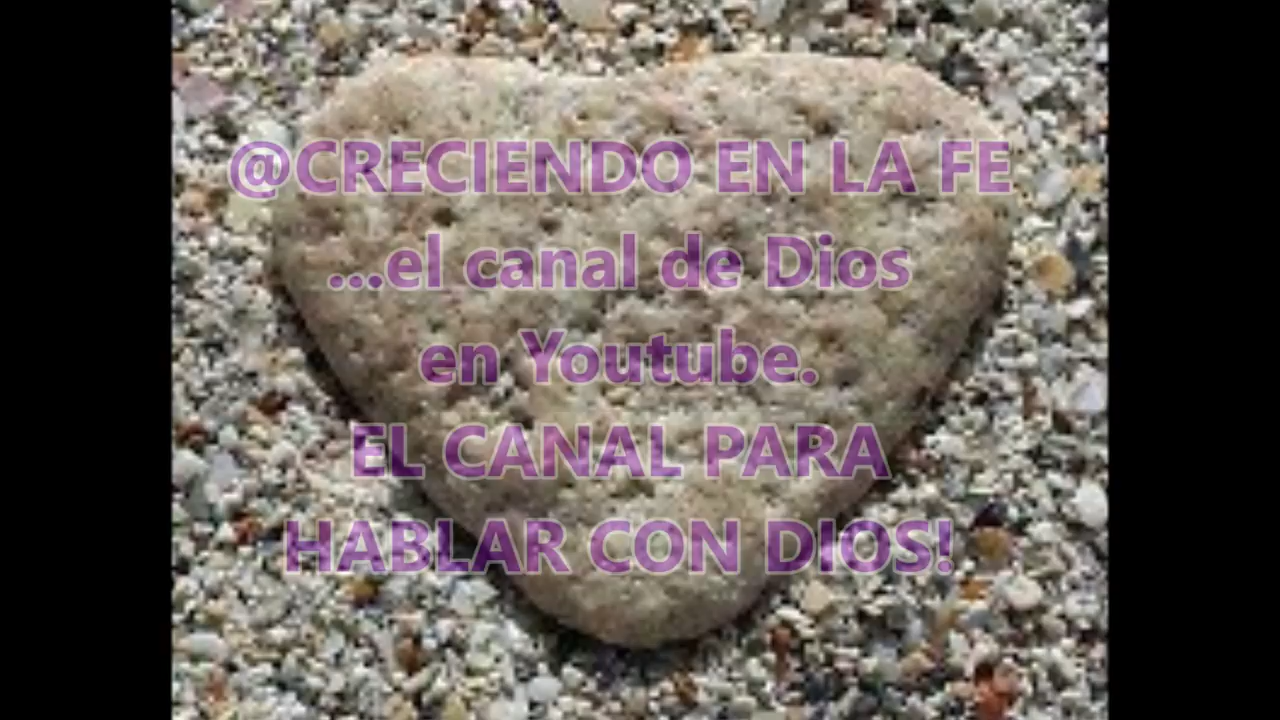 @CRECIENDO EN LA FE
...el canal de Dios
en Youtube.
EL CANAL PARA
HABLAR CON DIOS!